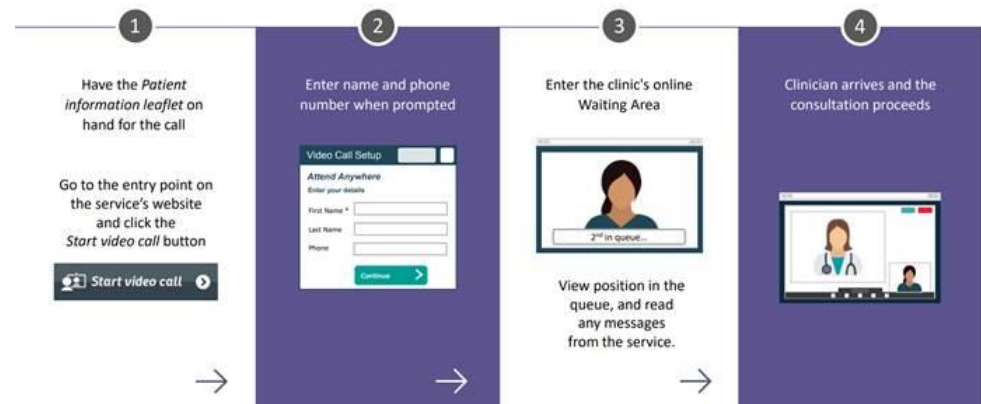 1
Have the Patient
information leaflet on
hand for the call
Go to the entry point on
the service's website
and click the
Start video call button
Start video call
2
Enter name and phone
number when prompted
Video Call Setup
Attend Anywhere
Enter your details
First Name *
Last Name
Phone
Continue
3
Enter the clinic's online
Waiting Area
2nd in queue...
View position in the
queue, and read
any messages
from the service.
4
Clinician arrives and the
consultation proceeds